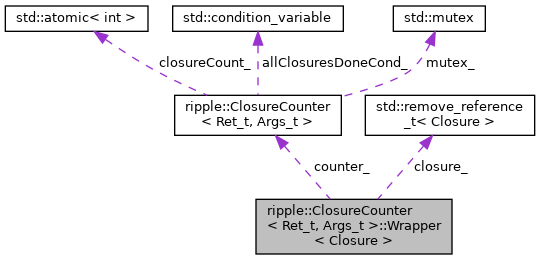 std::atomic< int >
std::condition_variable
std::mutex
closureCount_
allClosuresDoneCond_
mutex_
ripple::ClosureCounter
< Ret_t, Args_t >
std::remove_reference
_t< Closure >
counter_
closure_
ripple::ClosureCounter
< Ret_t, Args_t >::Wrapper
< Closure >